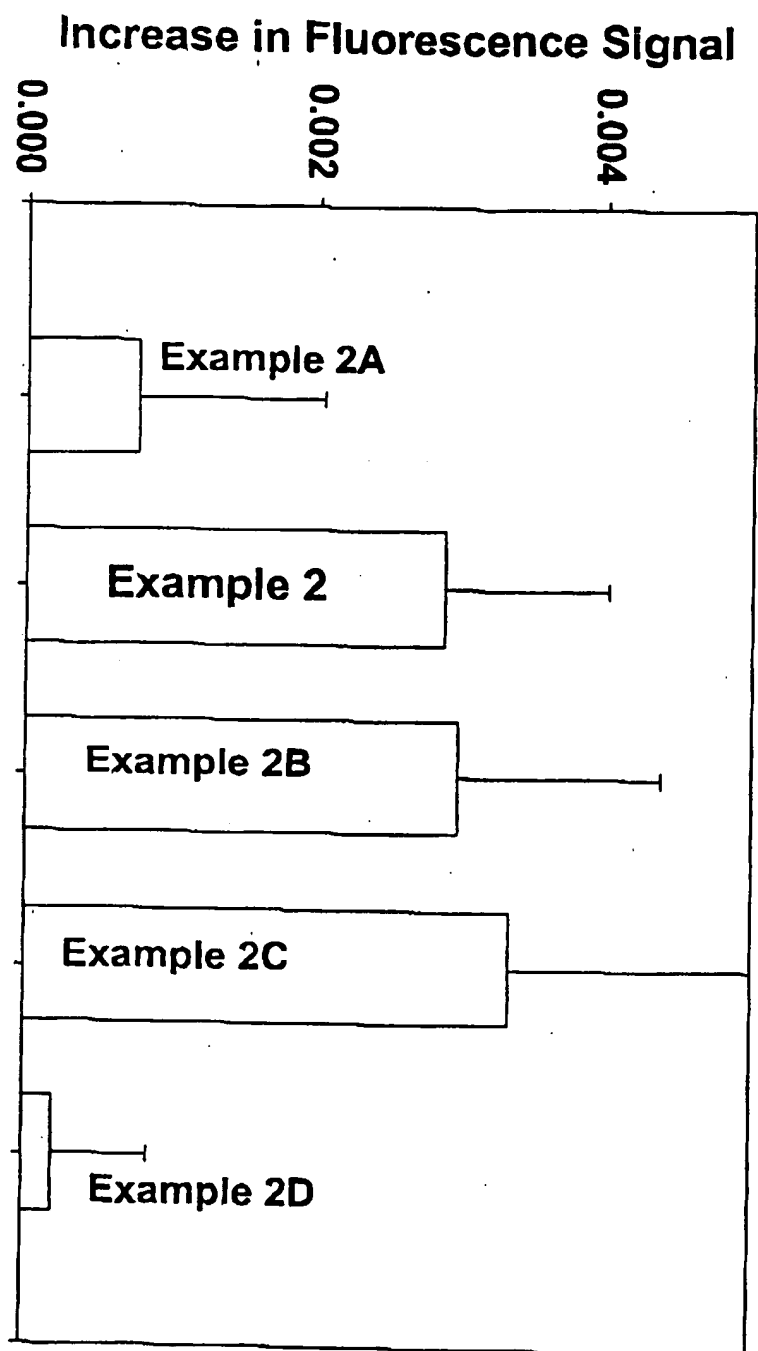 Increase in Fluorescence Signal
0.000
0.002
0.004
Example 2A
Example 2
Example 2B
Example 2C
Example 2D